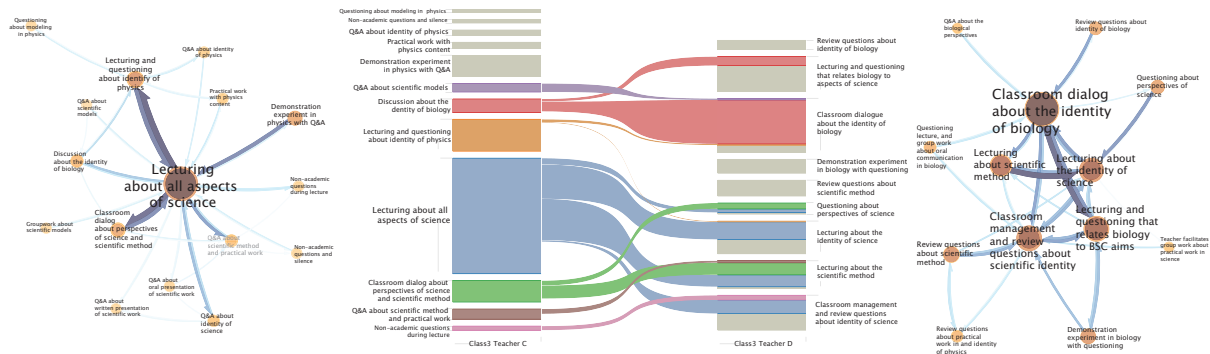 Questioning
about modeling
in physics
Q&A about identity
of physics
Lecturing and
questioning
about identify of
physics
Q&A about
scientific
models
Practical work
with physics
content
Demonstration
experiment in
physics with Q&A
Discussion
about the identity
of biology
Lecturing
about all aspects
of science
Non-academic
questions
during lecture
Groupwork about
scientific models
Classroom
dialog
about perspectives
of science and
scientific method
Q&A about
scientific method
and practical work
Non-academic
questions and
silence
Q&A about
oral presentation
of scientific work
Q&A about
written presentation
of scientific work
Q&A about
identity of
science
Questioning about modeling in physics
Non-academic questions and silence
Q&A about identity of physics
Practical work with
physics content
Demonstration experiment
in physics with Q&A
Q&A about scientific models
Discussion about the
identity of biology
Lecturing and questioning
about identity of physics
Lecturing about all
aspects of science
Classroom dialog about
perspectives of science
and scientific method
Q&A about scientific method
and practical work
Non-academic questions
during lecture
Class3 Teacher C
Review questions about
identity of biology
Lecturing and questioning
that relates biology to
aspects of science
Classroom dialogue
about the identity of
biology
Demonstration experiment
in biology with questioning
Review questions about
scientific method
Questioning about
perspectives of science
Lecturing about the
identity of science
Lecturing about the
scientific method
Classroom management
and review questions
about identity of science
Class3 Teacher D
Q&A about the
biological
perspectives
Review questions about
identity of biology
Questioning about
perspectives of
science
Classroom dialog
about the identity
of biology
Questioning
lecture, and group
work about oral
communication
in biology
Lecturing
about scientific
method
Lecturing about
the identity of
science
Classroom
management
and review
questions about
scientific identity
Lecturing and
questioning that
relates biology
to BSC aims
Review questions
about scientific
method
Teacher facilitates
group work about
practical work in
science
Review questions
about practical
work in and identity
of physics
Demonstration
experiment in
biology with questioning